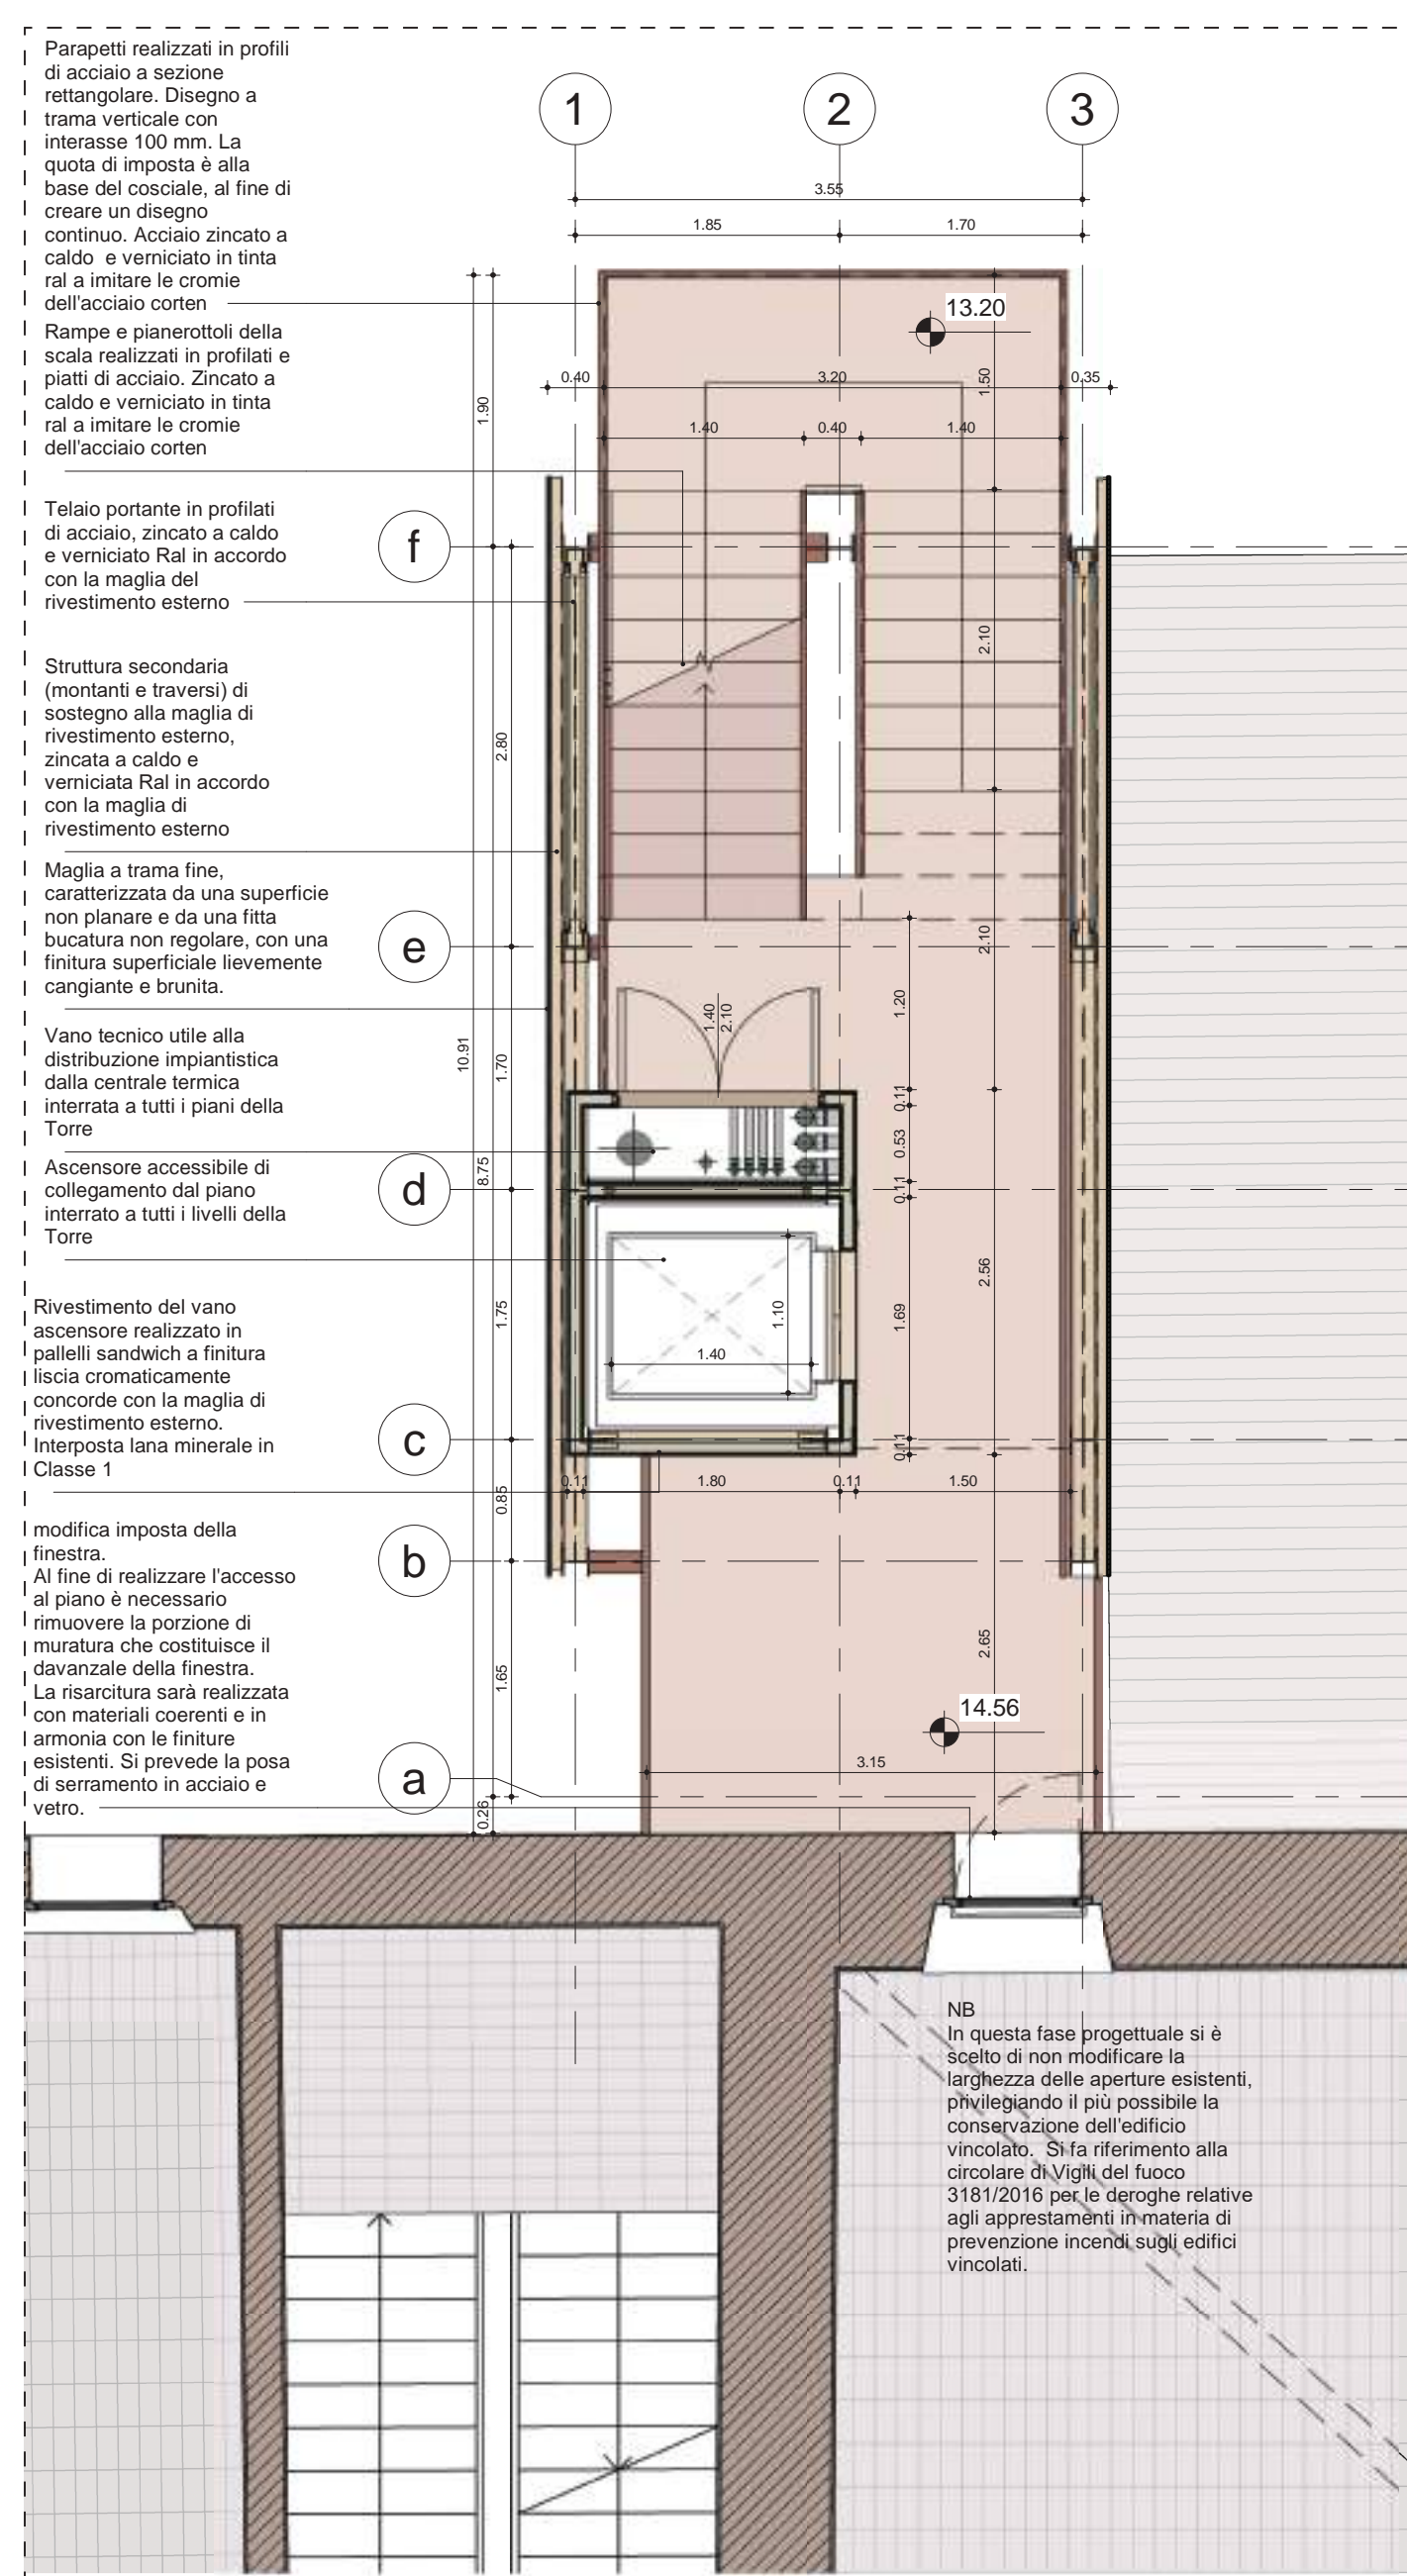 Parapetti realizzati in profili
di acciaio a sezione
rettangolare. Disegno a
trama verticale con
interasse 100 mm. La
quota di imposta è alla
base del cosciale, al fine di
creare un disegno
continuo. Acciaio zincato a
caldo e verniciato in tinta
ral a imitare le cromie
dell'acciaio corten
Rampe e pianerottoli della
scala realizzati in profilati e
piatti di acciaio. Zincato a
caldo e verniciato in tinta
ral a imitare le cromie
dell'acciaio corten
Telaio portante in profilati
di acciaio, zincato a caldo
e verniciato Ral in accordo
con la maglia del
rivestimento esterno
Struttura secondaria
(montanti e traversi) di
sostegno alla maglia di
rivestimento esterno,
zincata a caldo e
verniciata Ral in accordo
con la maglia di
rivestimento esterno
Maglia a trama fine,
caratterizzata da una superficie
non planare e da una fitta
bucatura non regolare, con una
finitura superficiale lievemente
cangiante e brunita.
Vano tecnico utile alla
distribuzione impiantistica
dalla centrale termica
interrata a tutti i piani della
Torre
Ascensore accessibile di
collegamento dal piano
interrato a tutti i livelli della
Torre
Rivestimento del vano
ascensore realizzato in
pallelli sandwich a finitura
liscia cromaticamente
concorde con la maglia di
rivestimento esterno.
Interposta lana minerale in
Classe 1
modifica imposta della
finestra.
Al fine di realizzare l'accesso
al piano è necessario
rimuovere la porzione di
muratura che costituisce il
davanzale della finestra.
La risarcitura sarà realizzata
con materiali coerenti e in
armonia con le finiture
esistenti. Si prevede la posa
di serramento in acciaio e
vetro.
1 2 3
3.55
1.85 1.70
13.20
0.40 3.20 0.35
1.40 0.40 1.40
1.50
1.90
f
2.10
2.80
e
2.10
1.20
1.40
2.10
10.91
1.70
0.11
0.53
8.75
d
0.11
2.56
1.75
1.69
1.10
1.40
c
0.11
0.11 1.80 0.11 1.50
0.85
b
2.65
1.65
14.56
3.15
a
0.26
NB
In questa fase progettuale si è
scelto di non modificare la
larghezza delle aperture esistenti,
privilegiando il più possibile la
conservazione dell'edificio
vincolato. Si fa riferimento alla
circolare di Vigili del fuoco
3181/2016 per le deroghe relative
agli apprestamenti in materia di
prevenzione incendi sugli edifici
vincolati.